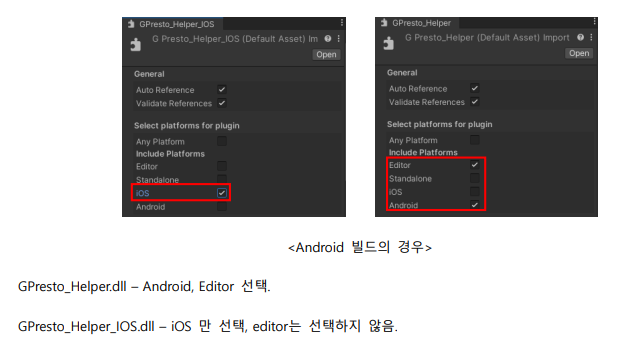 GPresto_Helper_IOS
G Presto_Helper_IOS (Default Asset) Im
Open
General
Auto Reference
Validate References
Select platforms for plugin
Any Platform
Include Platforms
Editor
Standalone
iOS
Android
GPresto_Helper
G Presto_Helper (Default Asset) Import
Open
General
Auto Reference
Validate References
Select platforms for plugin
Any Platform
Include Platforms
Editor
Standalone
iOS
Android
<Android 빌드의 경우>
GPresto_Helper.dll – Android, Editor 선택.
GPresto_Helper_IOS.dll – iOS 만 선택, editor는 선택하지 않음.